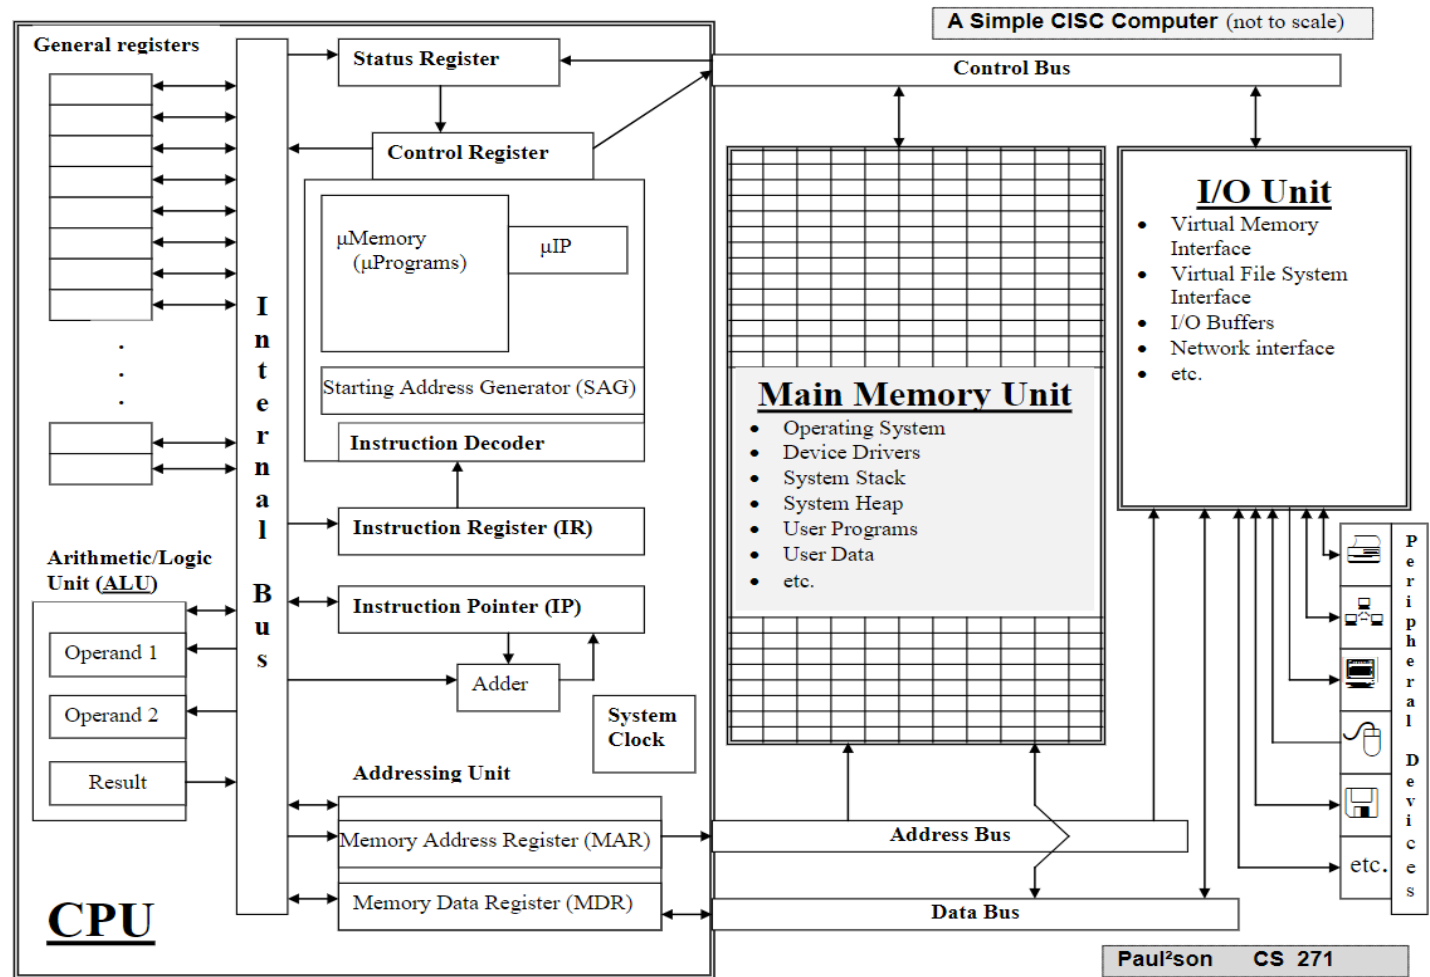 A Simple CISC Computer (not to scale)
General registers
Status Register
Control Bus
Control Register
μMemory
(μPrograms)
μIP
Starting Address Generator (SAG)
Instruction Decoder
Instruction Register (IR)
Internal Bus
.
.
.
Arithmetic/Logic
Unit (ALU)
Operand 1
Operand 2
Result
Instruction Pointer (IP)
Adder
System
Clock
Addressing Unit
Memory Address Register (MAR)
Memory Data Register (MDR)
CPU
Main Memory Unit
• Operating System
• Device Drivers
• System Stack
• System Heap
• User Programs
• User Data
• etc.
I/O Unit
• Virtual Memory
Interface
• Virtual File System
Interface
• I/O Buffers
• Network interface
• etc.
Peripheral Devices
etc.
Address Bus
Data Bus
Paul²son CS 271